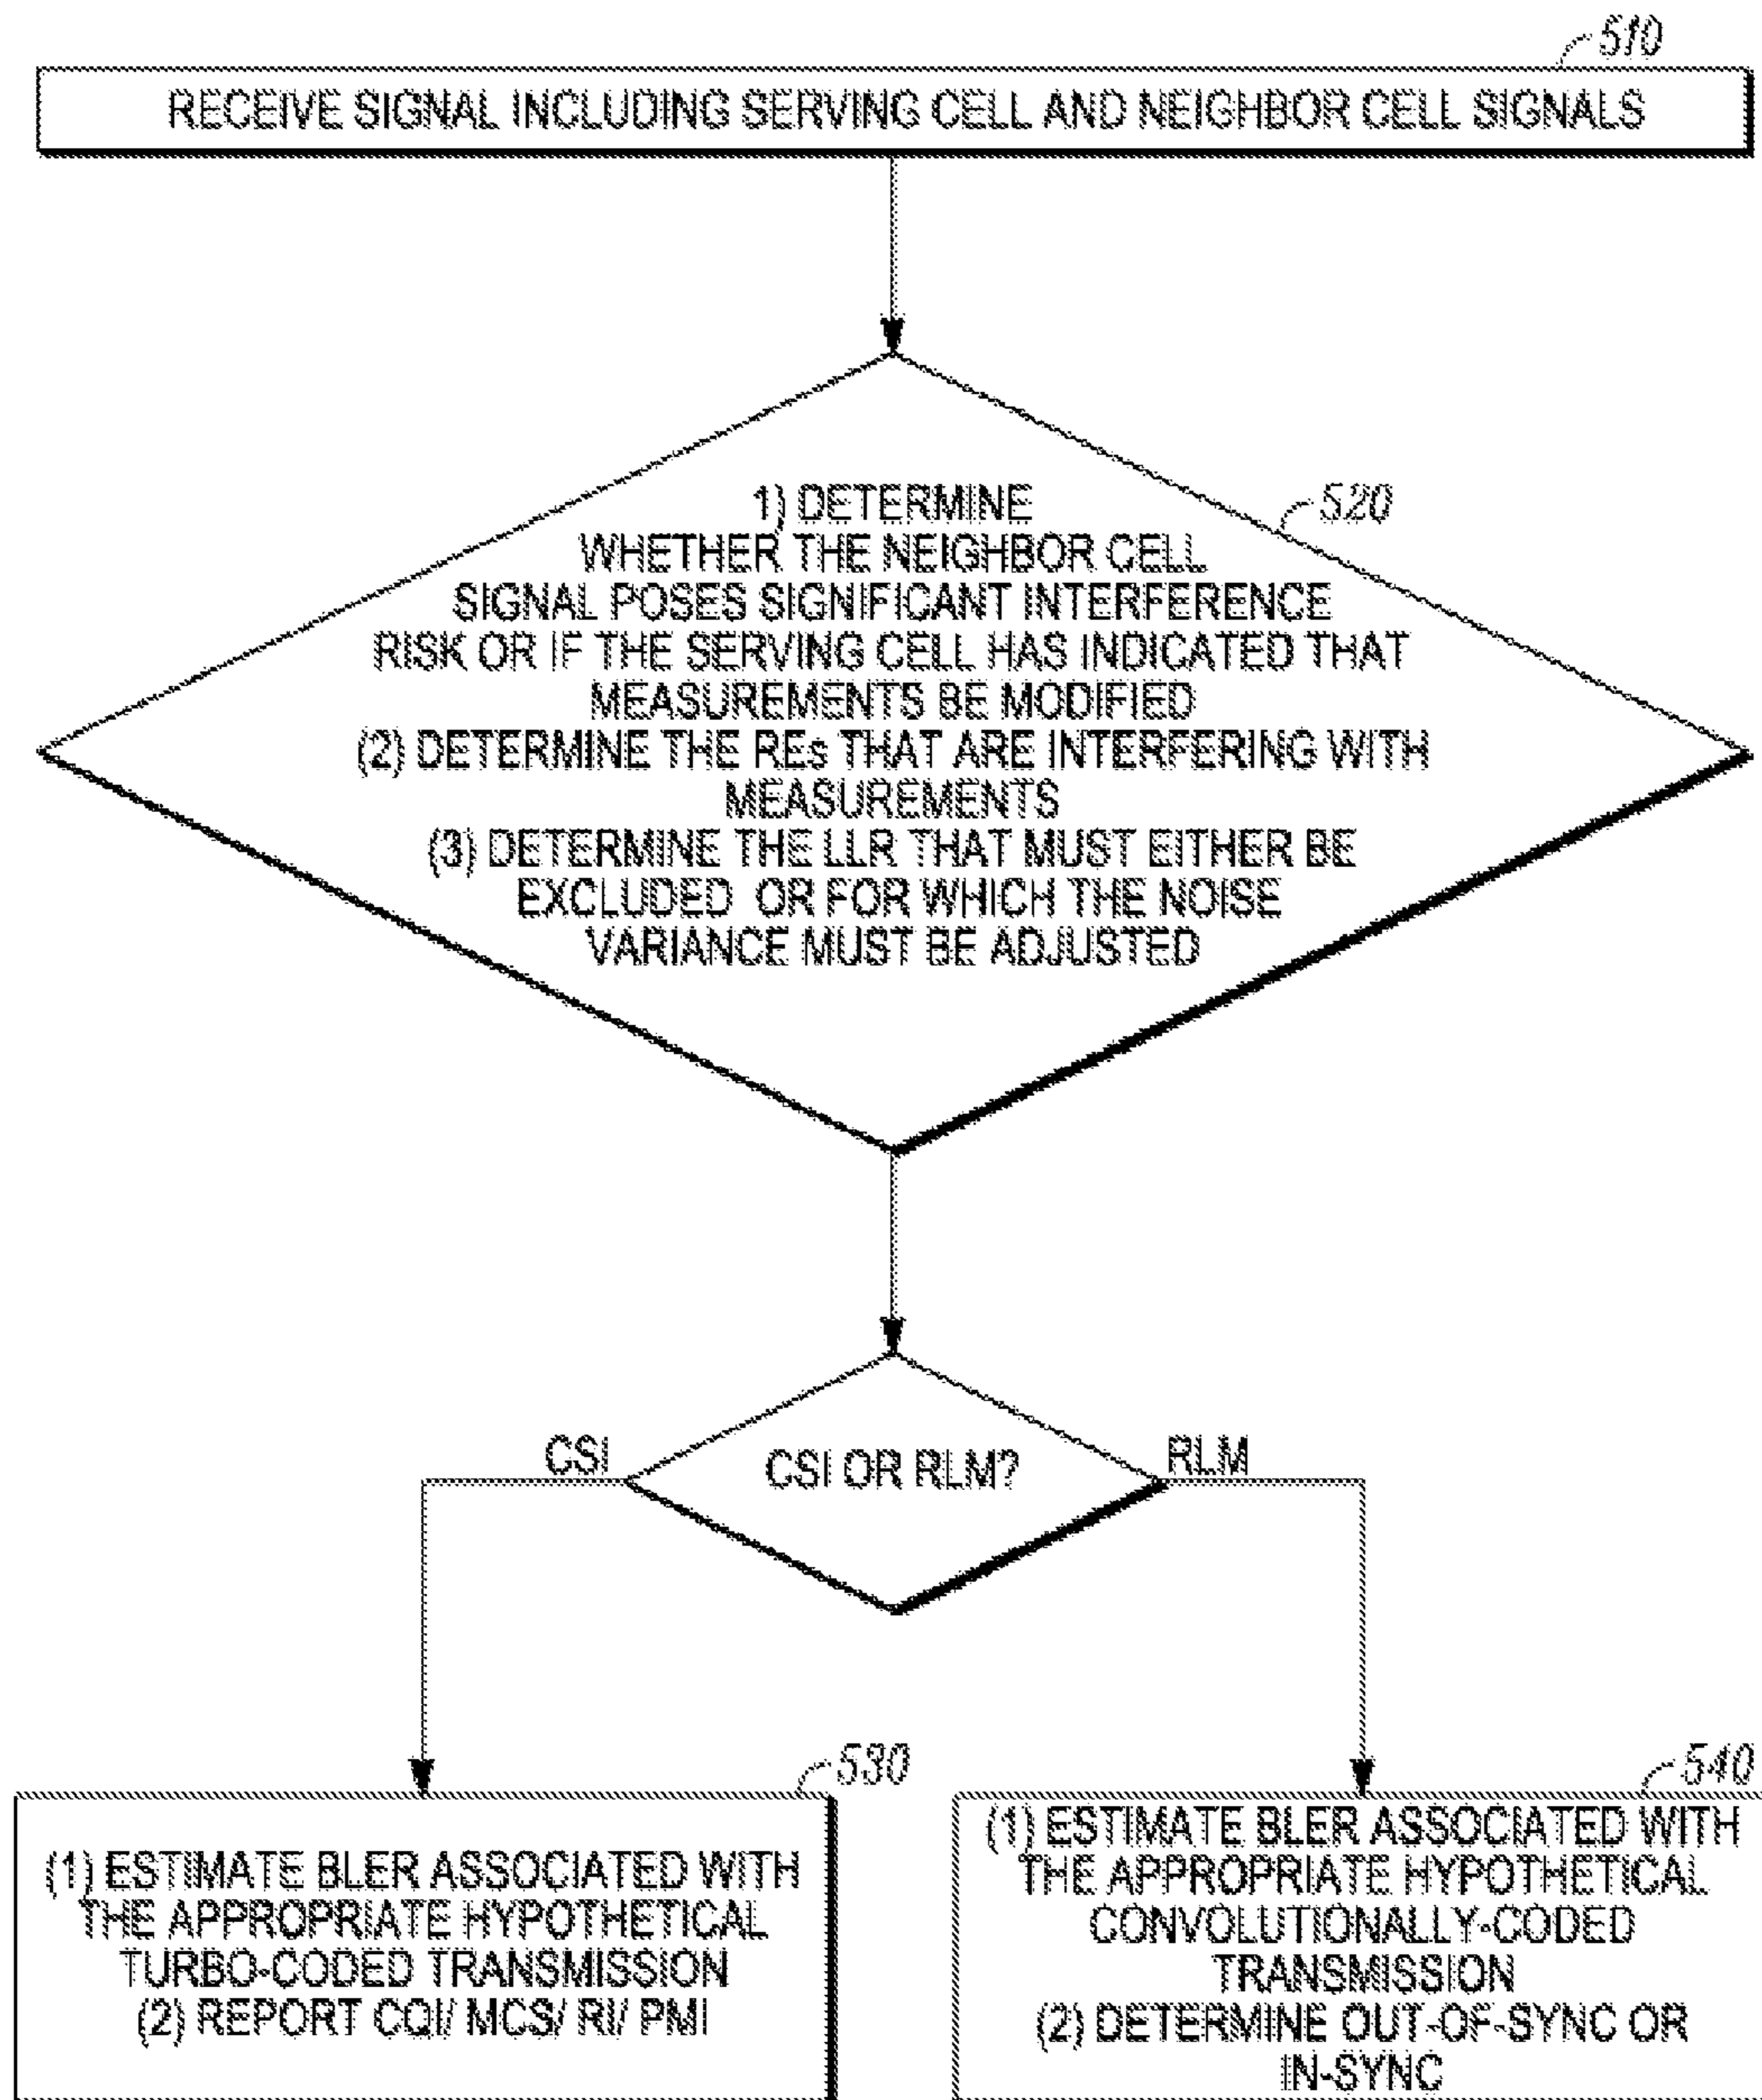 510
RECEIVE SIGNAL INCLUDING SERVING CELL AND NEIGHBOR CELL SIGNALS
520
1) DETERMINE
WHETHER THE NEIGHBOR CELL
SIGNAL POSES SIGNIFICANT INTERFERENCE
RISK OR IF THE SERVING CELL HAS INDICATED THAT
MEASUREMENTS BE MODIFIED
(2) DETERMINE THE REs THAT ARE INTERFERING WITH
MEASUREMENTS
(3) DETERMINE THE LLR THAT MUST EITHER BE
EXCLUDED OR FOR WHICH THE NOISE
VARIANCE MUST BE ADJUSTED
CSI
CSI OR RLM?
RLM
530
(1) ESTIMATE BLER ASSOCIATED WITH
THE APPROPRIATE HYPOTHETICAL
TURBO-CODED TRANSMISSION
(2) REPORT CQI/ MCS/ RI/ PMI
540
(1) ESTIMATE BLER ASSOCIATED WITH
THE APPROPRIATE HYPOTHETICAL
CONVOLUTIONALLY-CODED
TRANSMISSION
(2) DETERMINE OUT-OF-SYNC OR
IN-SYNC